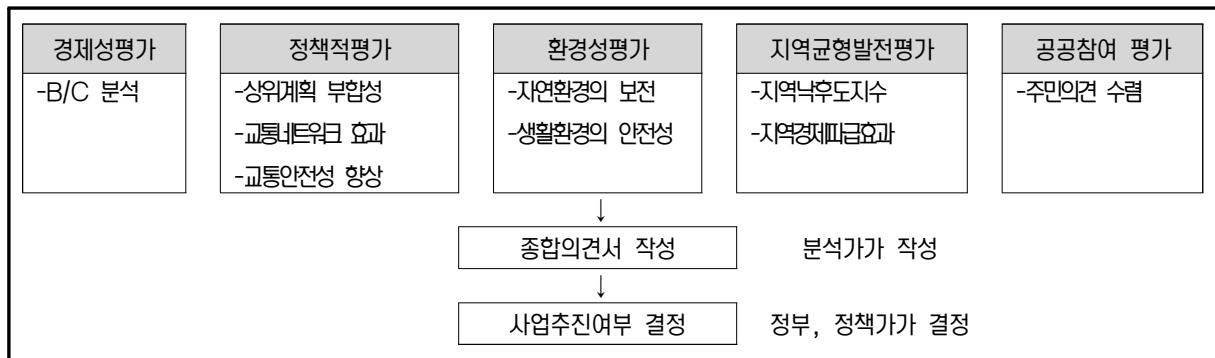 경제성평가
-B/C 분석
정책적평가
-상위계획 부합성
-교통네트워크 효과
-교통안전성 향상
환경성평가
-자연환경의 보전
-생활환경의 안전성
지역균형발전평가
-지역낙후도지수
-지역경제파급효과
공공참여 평가
-주민의견 수렴
↓
종합의견서 작성 분석가가 작성
↓
사업추진여부 결정 정부, 정책가가 결정